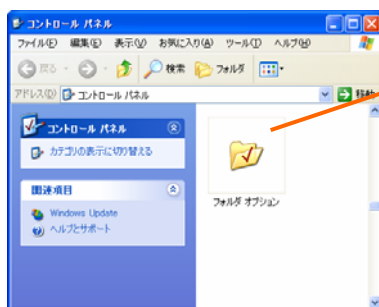 コントロール パネル
ファイル(F) 編集(E) 表示(V) お気に入り(A) ツール(T) ヘルプ(H)
戻る 検索 フォルダ
アドレス(D) コントロール パネル 移動
コントロール パネル
カテゴリの表示に切り替える
関連項目
Windows Update
ヘルプとサポート
フォルダ オプション